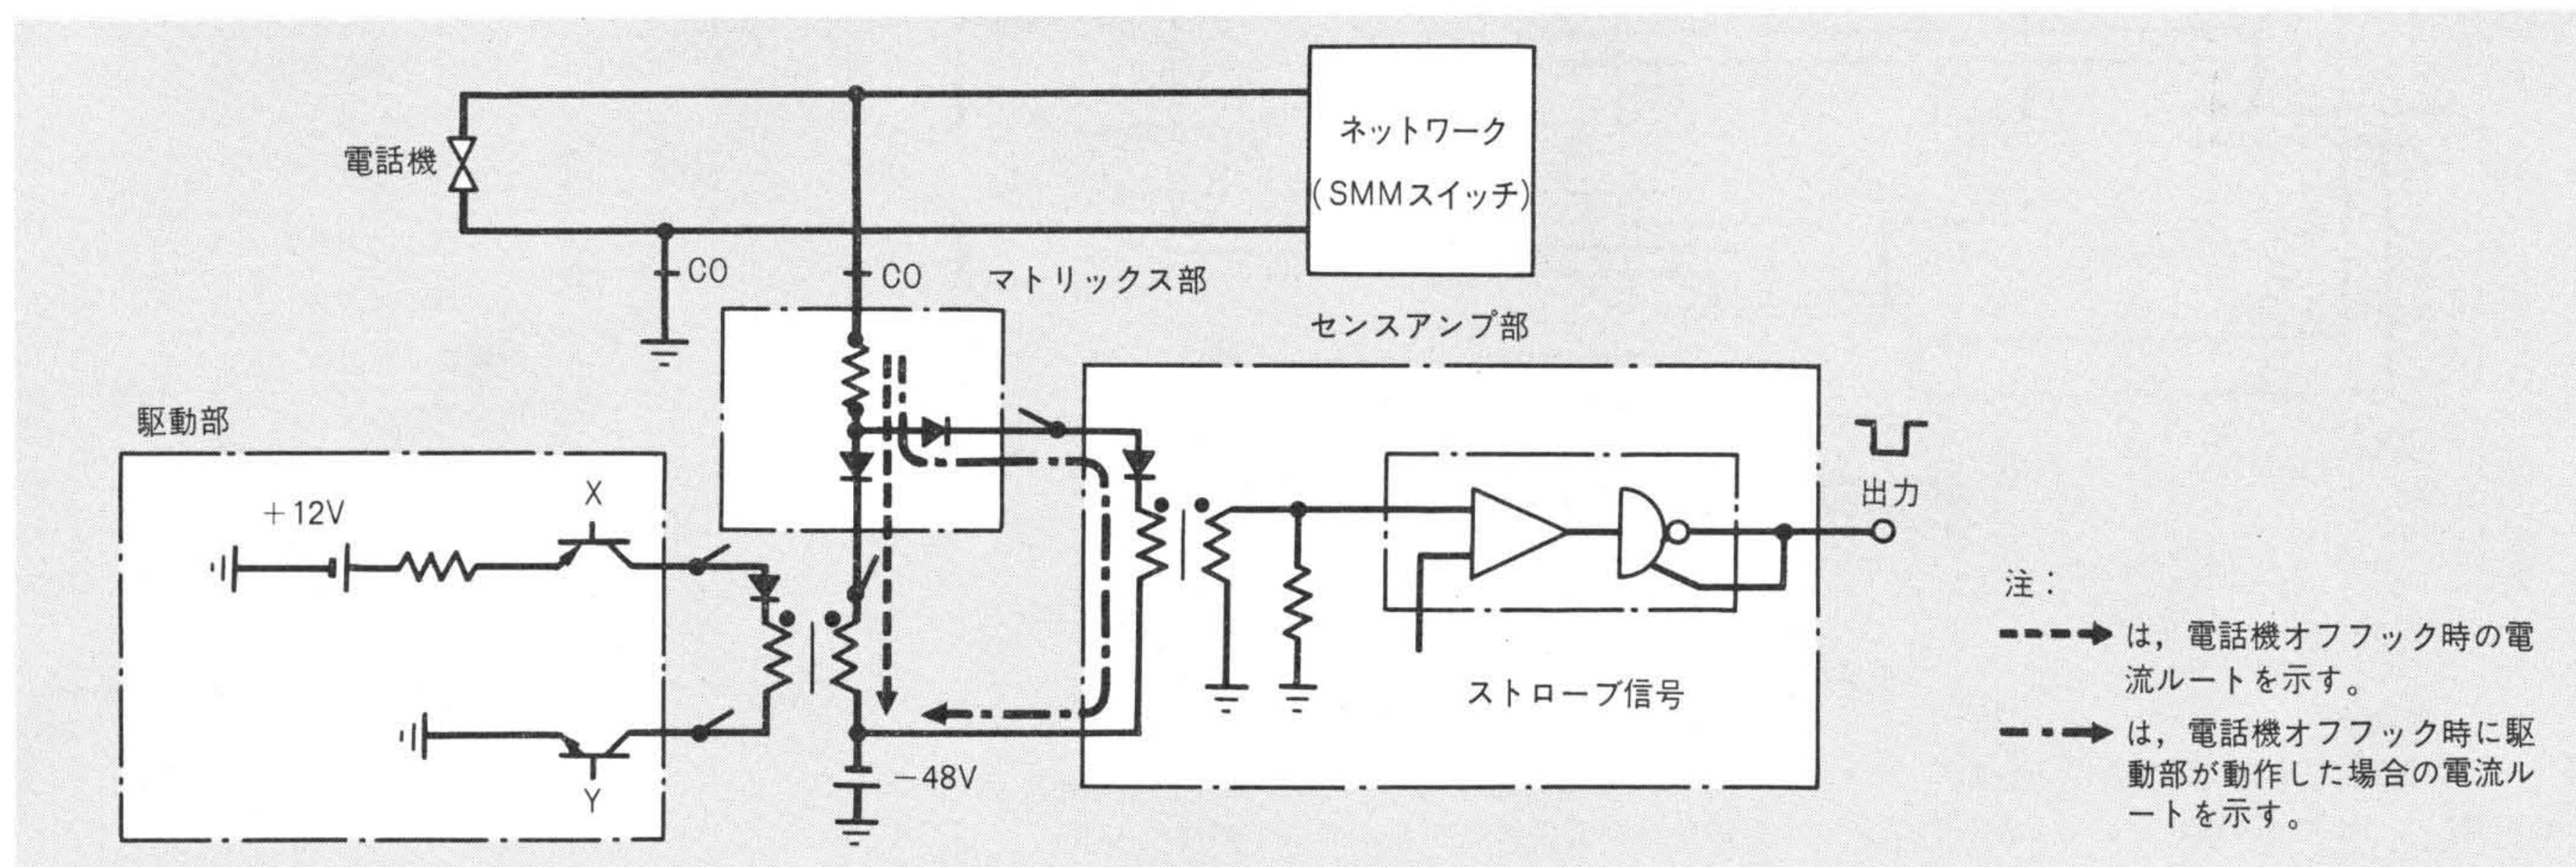 ネットワーク
(SMMスイッチ)
電話機
CO
CO
マトリックス部
センスアンプ部
駆動部
+12V
X
Y
−48V
ストローブ信号
出力
注：
は，電話機オフフック時の電
流ルートを示す。
は，電話機オフフック時に駆
動部が動作した場合の電流ル
ートを示す。